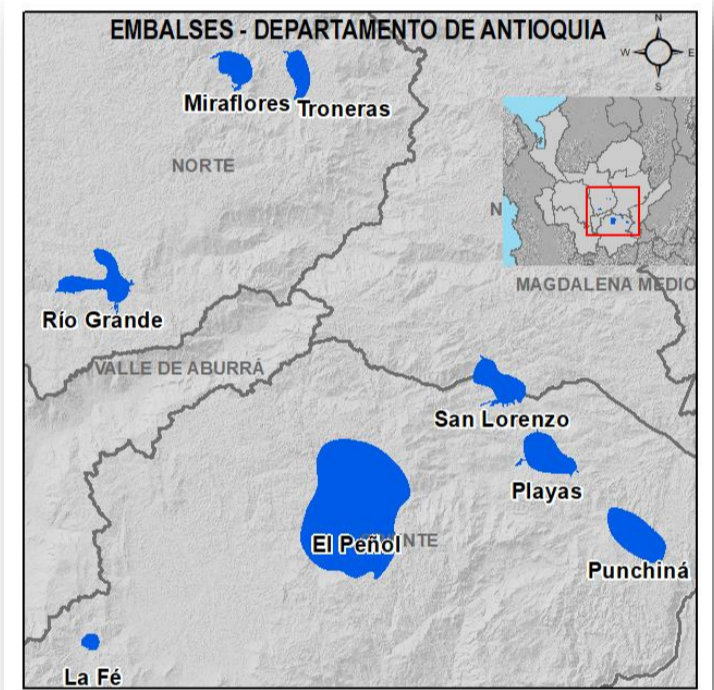 EMBALSES - DEPARTAMENTO DE ANTIOQUIA
N
W
E
S
Miraflores
Troneras
NORTE
N
MAGDALENA MEDIO
Río Grande
VALLE DE ABURRÁ
San Lorenzo
Playas
El Peñol
NTE
Punchiná
La Fé